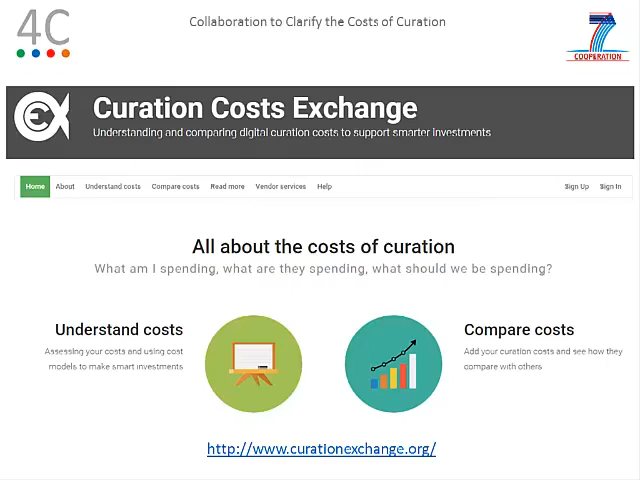 4C
Collaboration to Clarify the Costs of Curation
7
COOPERATION
CEX
Curation Costs Exchange
Understanding and comparing digital curation costs to support smarter investments
Home About Understand costs Compare costs Read more Vendor services Help Sign Up Sign In
All about the costs of curation
What am I spending, what are they spending, what should we be spending?
Understand costs
Assessing your costs and using cost
models to make smart investments
Compare costs
Add your curation costs and see how they
compare with others
http://www.curationexchange.org/